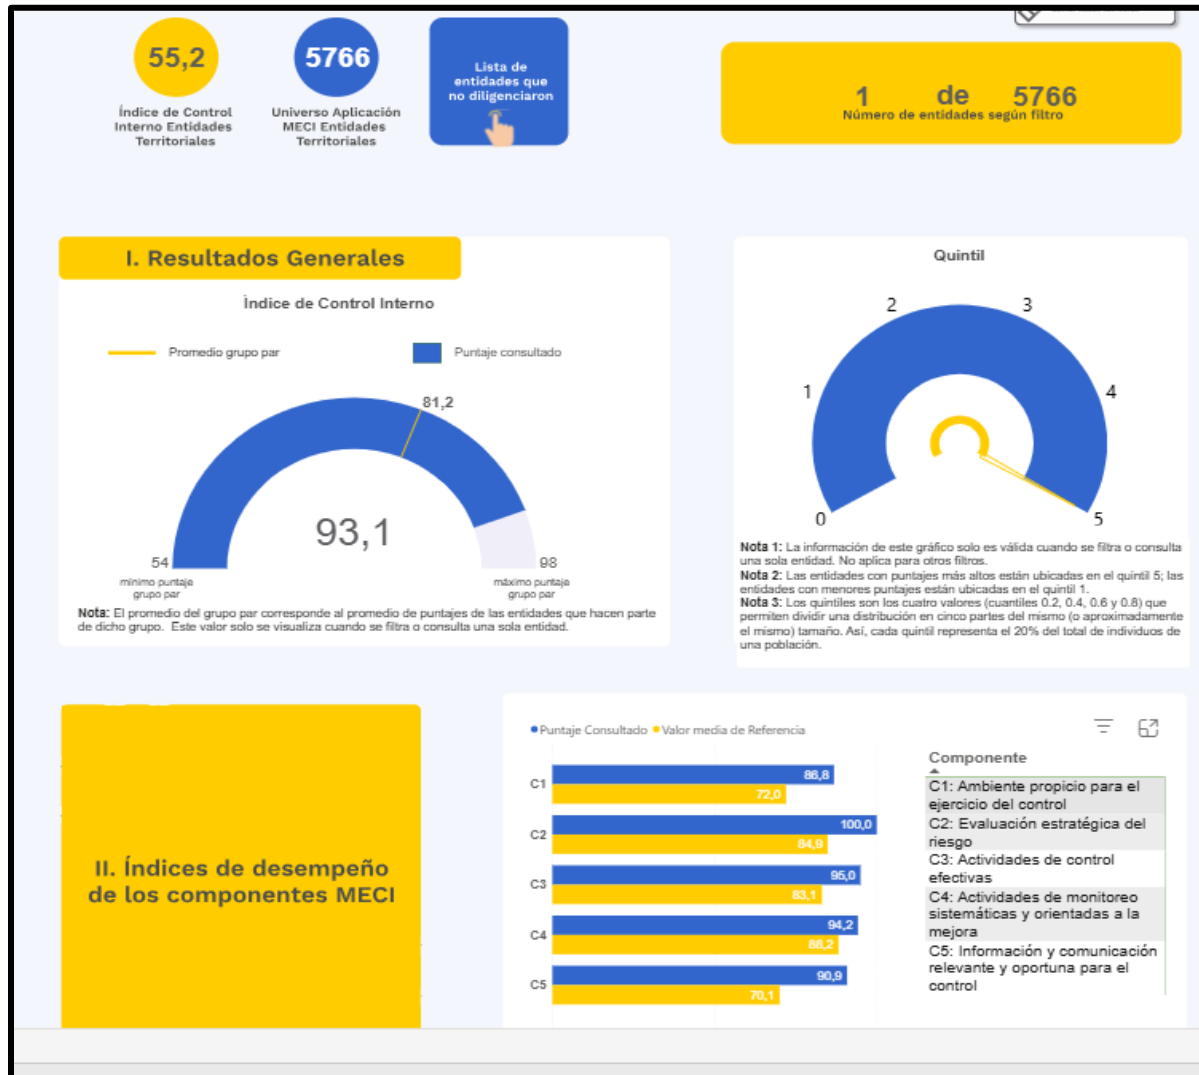 55,2
Índice de Control
Interno Entidades
Territoriales
5766
Universo Aplicación
MECI Entidades
Territoriales
Lista de
entidades que
no diligenciaron
1 de 5766
Número de entidades según filtro
I. Resultados Generales
Índice de Control Interno
Promedio grupo par
Puntaje consultado
81,2
93,1
54
mínimo puntaje
grupo par
98
máximo puntaje
grupo par
Nota: El promedio del grupo par corresponde al promedio de puntajes de las entidades que hacen parte
de dicho grupo. Este valor solo se visualiza cuando se filtra o consulta una sola entidad.
Quintil
0
1
2
3
4
5
Nota 1: La información de este gráfico solo es válida cuando se filtra o consulta
una sola entidad. No aplica para otros filtros.
Nota 2: Las entidades con puntajes más altos están ubicadas en el quintil 5; las
entidades con menores puntajes están ubicadas en el quintil 1.
Nota 3: Los quintiles son los cuatro valores (cuantiles 0.2, 0.4, 0.6 y 0.8) que
permiten dividir una distribución en cinco partes del mismo (o aproximadamente
el mismo) tamaño. Así, cada quintil representa el 20% del total de individuos de
una población.
II. Índices de desempeño
de los componentes MECI
Puntaje Consultado Valor media de Referencia
C1
86,8
72,0
C2
100,0
84,9
C3
95,0
83,1
C4
94,2
88,2
C5
90,9
70,1
Componente
C1: Ambiente propicio para el
ejercicio del control
C2: Evaluación estratégica del
riesgo
C3: Actividades de control
efectivas
C4: Actividades de monitoreo
sistemáticas y orientadas a la
mejora
C5: Información y comunicación
relevante y oportuna para el
control